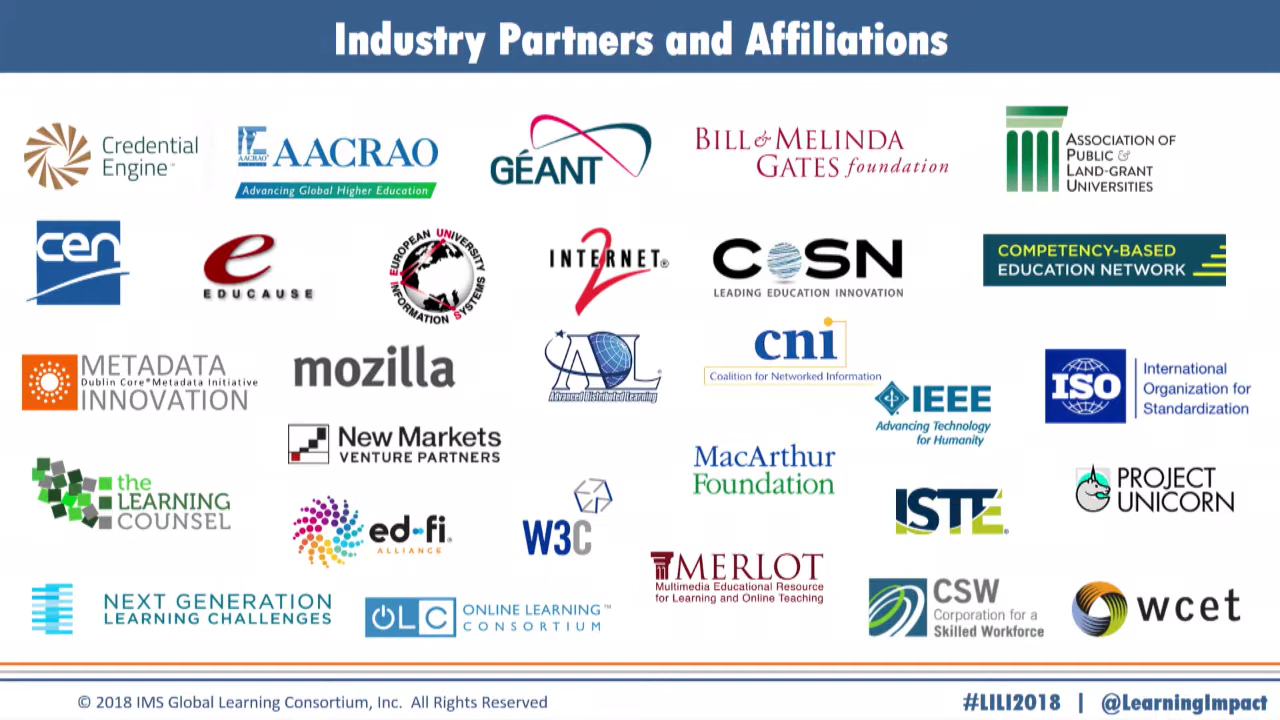 Industry Partners and Affiliations
Credential
Engine™
AACRAO
AACRAO
Advancing Global Higher Education
GÉANT
BILL & MELINDA
GATES foundation
ASSOCIATION OF
PUBLIC &
LAND-GRANT
UNIVERSITIES
cen
e
EDUCAUSE
EUROPEAN UNIVERSITY
INFORMATION SYSTEMS
INTERNET®
2
COSN
LEADING EDUCATION INNOVATION
COMPETENCY-BASED
EDUCATION NETWORK
METADATA
Dublin Core® Metadata Initiative
INNOVATION
mozilla
ADL®
Advanced Distributed Learning
cni
Coalition for Networked Information
IEEE
Advancing Technology
for Humanity
ISO
International
Organization for
Standardization
New Markets
VENTURE PARTNERS
the
LEARNING
COUNSEL
ed-fi®
ALLIANCE
W3C
MacArthur
Foundation
ISTE®
PROJECT
UNICORN
MERLOT
Multimedia Educational Resource
for Learning and Online Teaching
NEXT GENERATION
LEARNING CHALLENGES
OLC
ONLINE LEARNING™
CONSORTIUM
CSW
Corporation for a
Skilled Workforce
wcet
© 2018 IMS Global Learning Consortium, Inc. All Rights Reserved
#LILI2018 | @LearningImpact